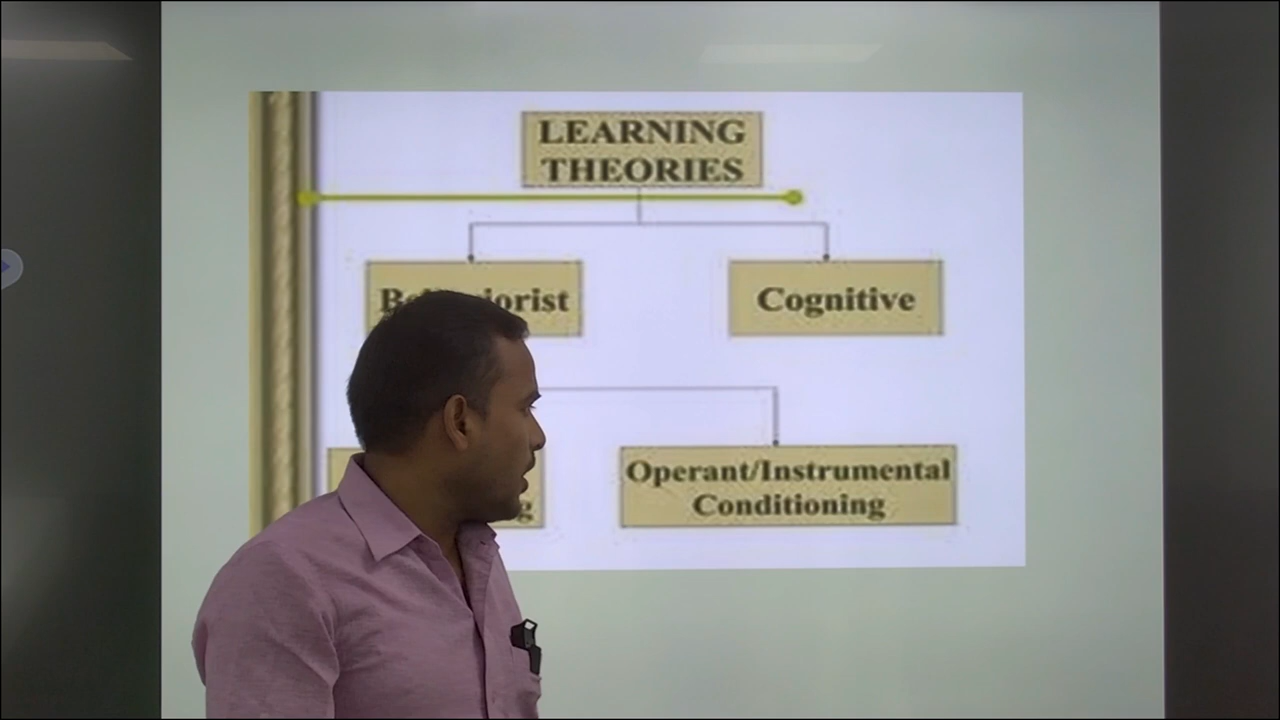 LEARNING
THEORIES
Cognitive
Operant/Instrumental
Conditioning